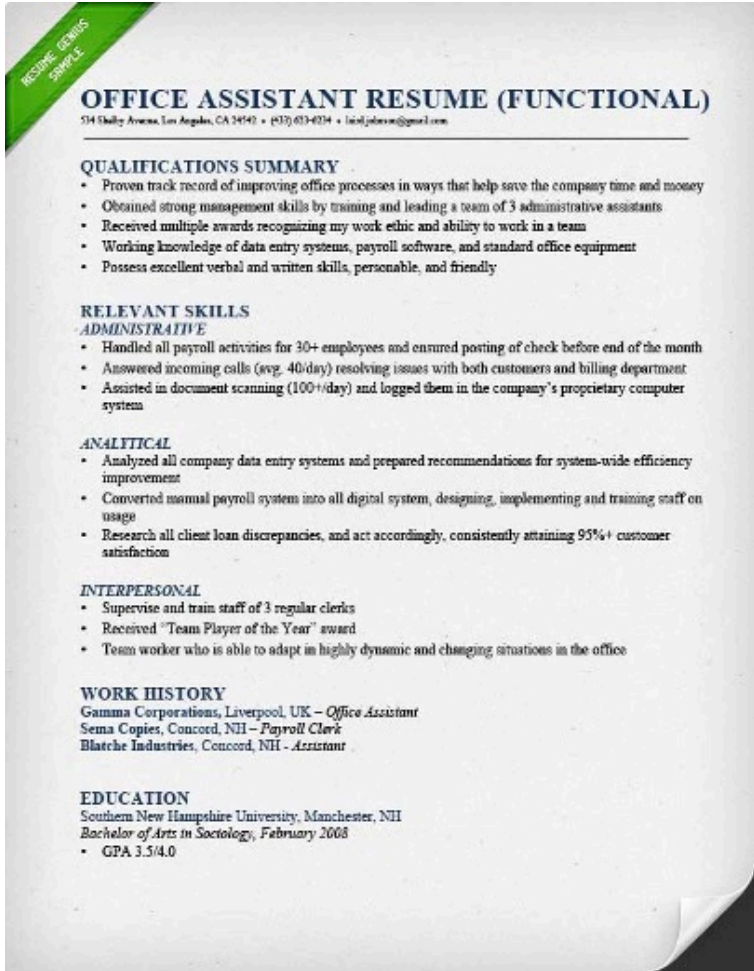 RESUME GENIUS
SAMPLE
OFFICE ASSISTANT RESUME (FUNCTIONAL)
534 Shelby Avenue, Los Angeles, CA 24542 • (432) 623-6234 •
QUALIFICATIONS SUMMARY
• Proven track record of improving office processes in ways that help save the company time and money
• Obtained strong management skills by training and leading a team of 3 administrative assistants
• Received multiple awards recognizing my work ethic and ability to work in a team
• Working knowledge of data entry systems, payroll software, and standard office equipment
• Possess excellent verbal and written skills, personable, and friendly
RELEVANT SKILLS
ADMINISTRATIVE
• Handled all payroll activities for 30+ employees and ensured posting of check before end of the month
• Answered incoming calls (avg. 40/day) resolving issues with both customers and billing department
• Assisted in document scanning (100+/day) and logged them in the company's proprietary computer
system
ANALYTICAL
• Analyzed all company data entry systems and prepared recommendations for system-wide efficiency
improvement
• Converted manual payroll system into all digital system, designing, implementing and training staff on
usage
• Research all client loan discrepancies, and act accordingly, consistently attaining 95%+ customer
satisfaction
INTERPERSONAL
• Supervise and train staff of 3 regular clerks
• Received "Team Player of the Year" award
• Team worker who is able to adapt in highly dynamic and changing situations in the office
WORK HISTORY
Gamma Corporations, Liverpool, UK – Office Assistant
Sema Copies, Concord, NH – Payroll Clerk
Blatche Industries, Concord, NH - Assistant
EDUCATION
Southern New Hampshire University, Manchester, NH
Bachelor of Arts in Sociology, February 2008
• GPA 3.5/4.0